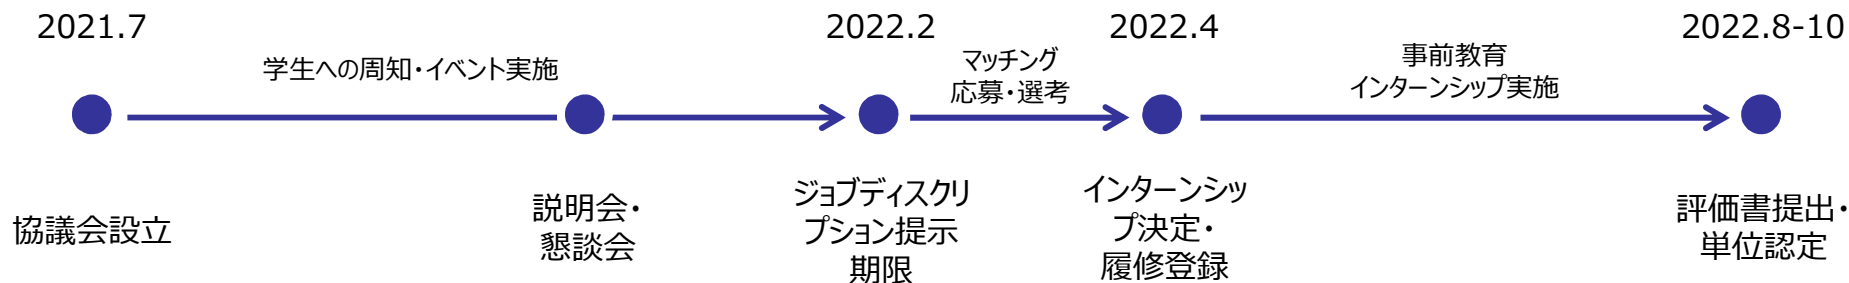 2021.7
2022.2
2022.4
2022.8-10
学生への周知・イベント実施
マッチング
応募・選考
事前教育
インターンシップ実施
協議会設立
説明会・
懇談会
ジョブディスクリ
プション提示
期限
インターンシッ
プ決定・
履修登録
評価書提出・
単位認定